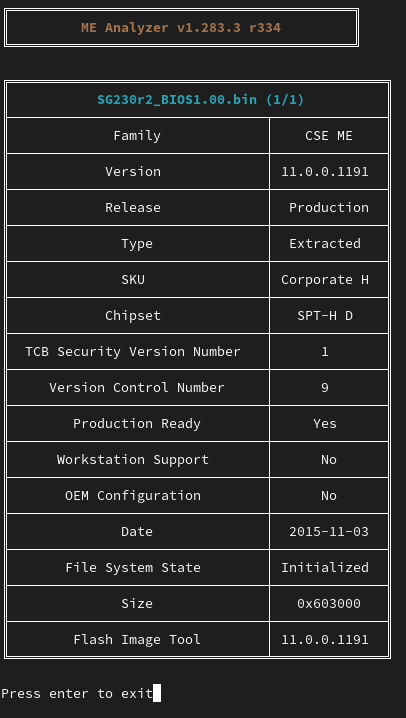 ME Analyzer v1.283.3 r334
SG230r2_BIOS1.00.bin (1/1)
Family CSE ME
Version 11.0.0.1191
Release Production
Type Extracted
SKU Corporate H
Chipset SPT-H D
TCB Security Version Number 1
Version Control Number 9
Production Ready Yes
Workstation Support No
OEM Configuration No
Date 2015-11-03
File System State Initialized
Size 0x603000
Flash Image Tool 11.0.0.1191
Press enter to exit